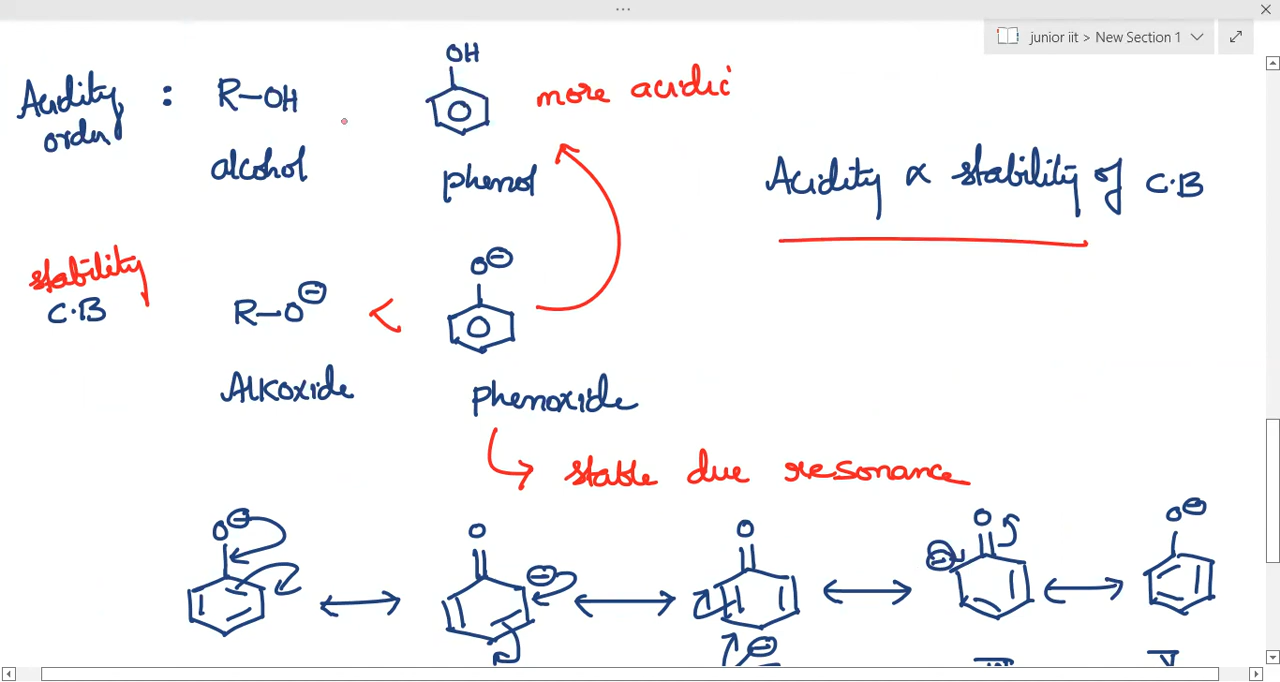 junior iit > New Section 1
OH
Acidity : R-OH more acidic
order
alcohol phenol
Acidity ∝ stability of C.B
stability
C.B
R-O⊖ < O⊖
Alkoxide phenoxide
stable due resonance
O⊖ O O O O⊖
⊖ ⊖
⊖
IV V